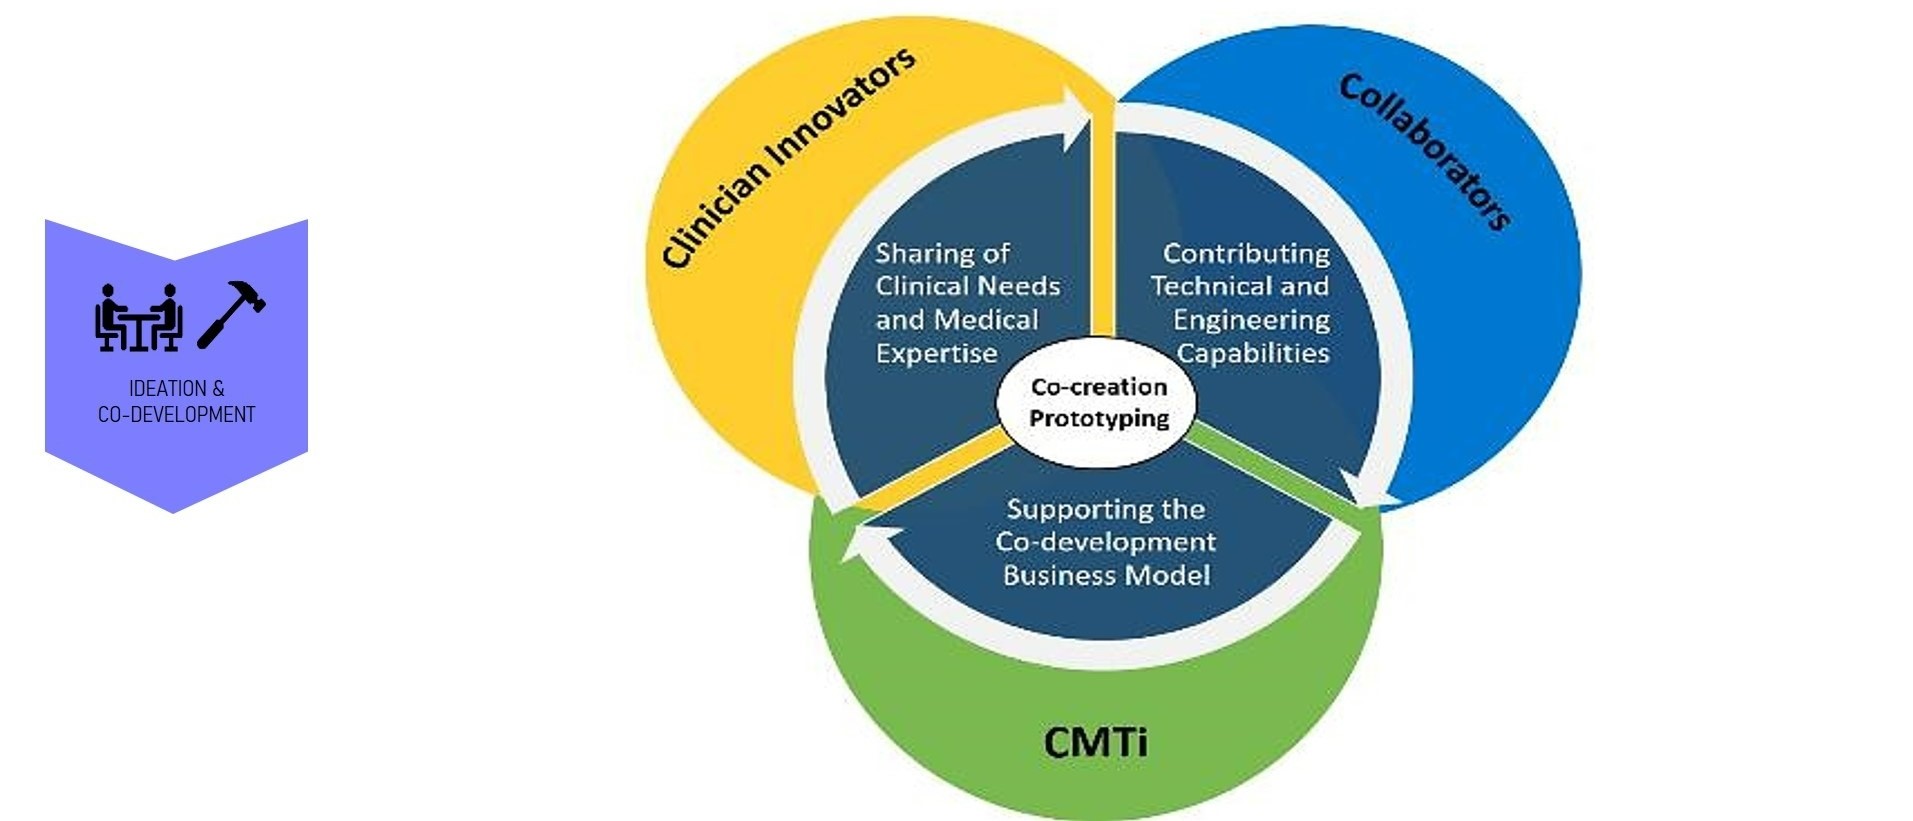 IDEATION &
CO-DEVELOPMENT
Clinician Innovators
Collaborators
Sharing of
Clinical Needs
and Medical
Expertise
Contributing
Technical and
Engineering
Capabilities
Co-creation
Prototyping
Supporting the
Co-development
Business Model
CMTi